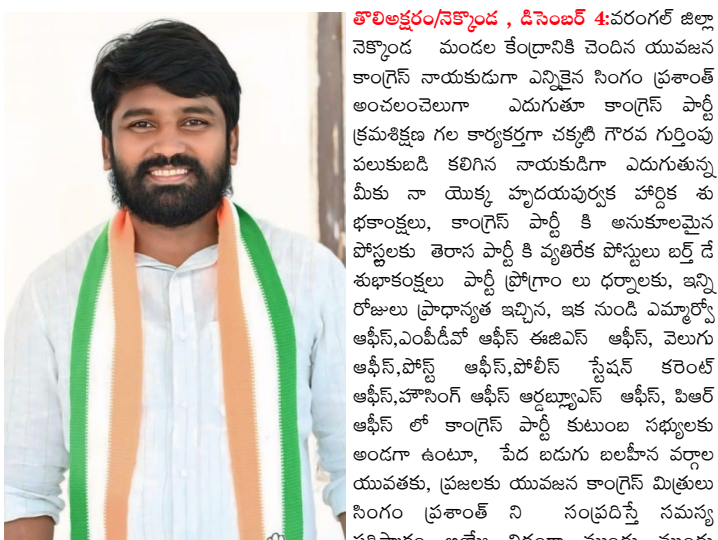 తొలిఅక్షరం/నెక్కొండ , డిసెంబర్ 4:వరంగల్ జిల్లా
నెక్కొండ మండల కేంద్రానికి చెందిన యువజన
కాంగ్రెస్ నాయకుడుగా ఎన్నికైన సింగం ప్రశాంత్
అంచలంచెలుగా ఎదుగుతూ కాంగ్రెస్ పార్టీ
క్రమశిక్షణ గల కార్యకర్తగా చక్కటి గౌరవ గుర్తింపు
పలుకుబడి కలిగిన నాయకుడిగా ఎదుగుతున్న
మీకు నా యొక్క హృదయపుర్వక హార్దిక శు
భకాంక్షలు, కాంగ్రెస్ పార్టీ కి అనుకూలమైన
పోస్ట్లలకు తెరాస పార్టీ కి వ్యతిరేక పోస్టులు బర్త్ డే
శుభాకంక్షలు పార్టీ ప్రోగ్రాం లు ధర్నాలకు, ఇన్ని
రోజులు ప్రాధాన్యత ఇచ్చిన, ఇక నుండి ఎమ్మార్వో
ఆఫీస్,ఎంపీడీవో ఆఫీస్ ఈజిఎస్ ఆఫీస్, వెలుగు
ఆఫీస్,పోస్ట్ ఆఫీస్,పోలీస్ స్టేషన్ కరెంట్
ఆఫీస్,హౌసింగ్ ఆఫీస్ ఆర్డబ్ల్యూఎస్ ఆఫీస్, పిఆర్
ఆఫీస్ లో కాంగ్రెస్ పార్టీ కుటుంబ సభ్యులకు
అండగా ఉంటూ, పేద బడుగు బలహీన వర్గాల
యువతకు, ప్రజలకు యువజన కాంగ్రెస్ మిత్రులు
సింగం ప్రశాంత్ ని సంప్రదిస్తే సమస్య